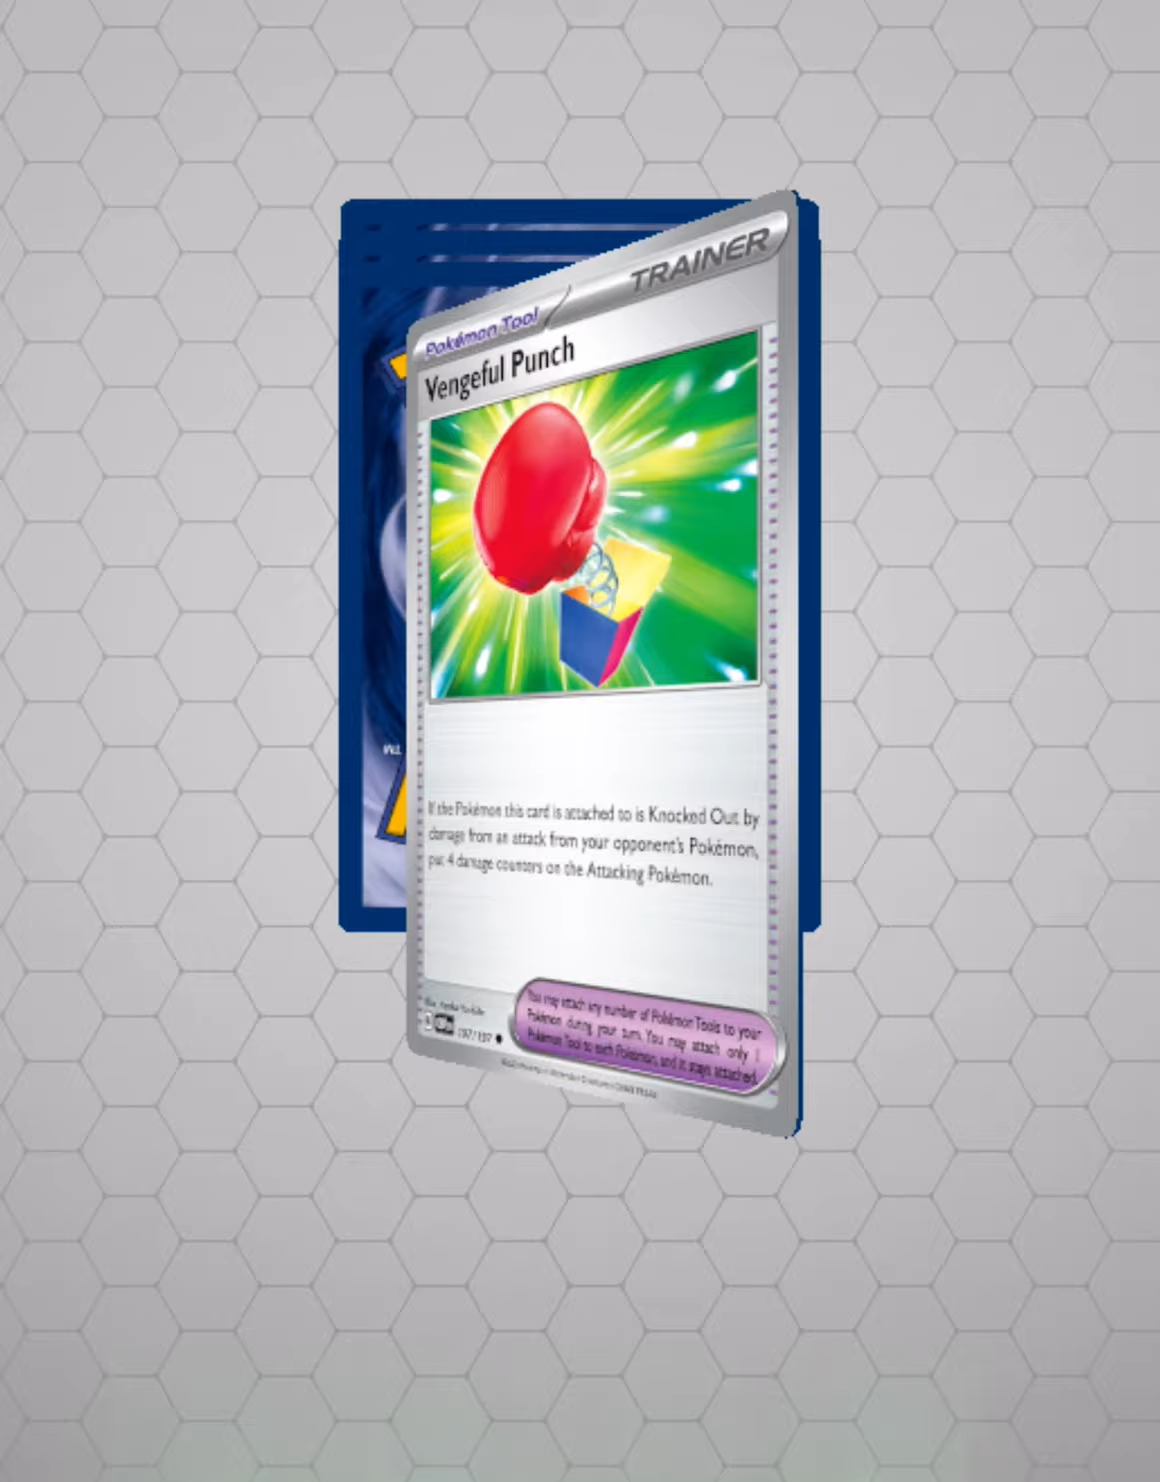 TRAINER
Pokémon Tool
Vengeful Punch
If the Pokémon this card is attached to is Knocked Out by
damage from an attack from your opponent's Pokémon,
put 4 damage counters on the Attacking Pokémon.
You may attach any number of Pokémon Tools to your
Pokémon during your turn. You may attach only 1
Pokémon Tool to each Pokémon, and it stays attached.
197/197